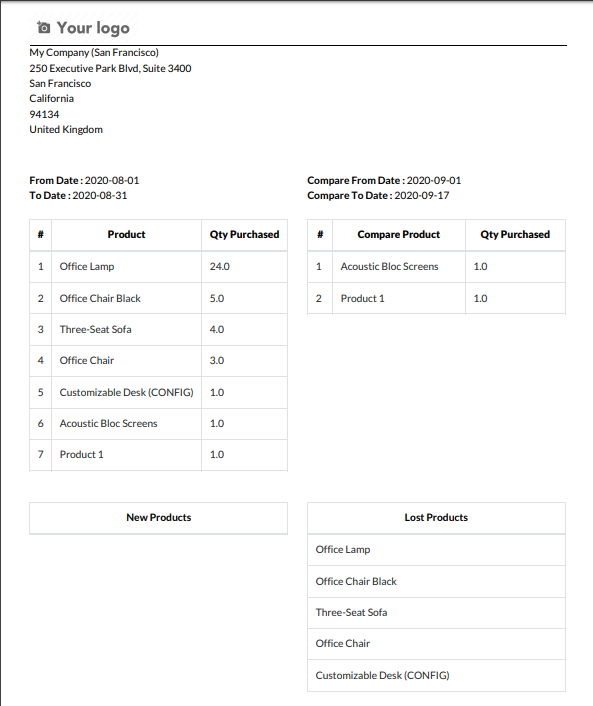 Your logo
My Company (San Francisco)
250 Executive Park Blvd, Suite 3400
San Francisco
California
94134
United Kingdom
From Date : 2020-08-01
To Date : 2020-08-31
Compare From Date : 2020-09-01
Compare To Date : 2020-09-17
# Product Qty Purchased
1 Office Lamp 24.0
2 Office Chair Black 5.0
3 Three-Seat Sofa 4.0
4 Office Chair 3.0
5 Customizable Desk (CONFIG) 1.0
6 Acoustic Bloc Screens 1.0
7 Product 1 1.0
# Compare Product Qty Purchased
1 Acoustic Bloc Screens 1.0
2 Product 1 1.0
New Products
Lost Products
Office Lamp
Office Chair Black
Three-Seat Sofa
Office Chair
Customizable Desk (CONFIG)